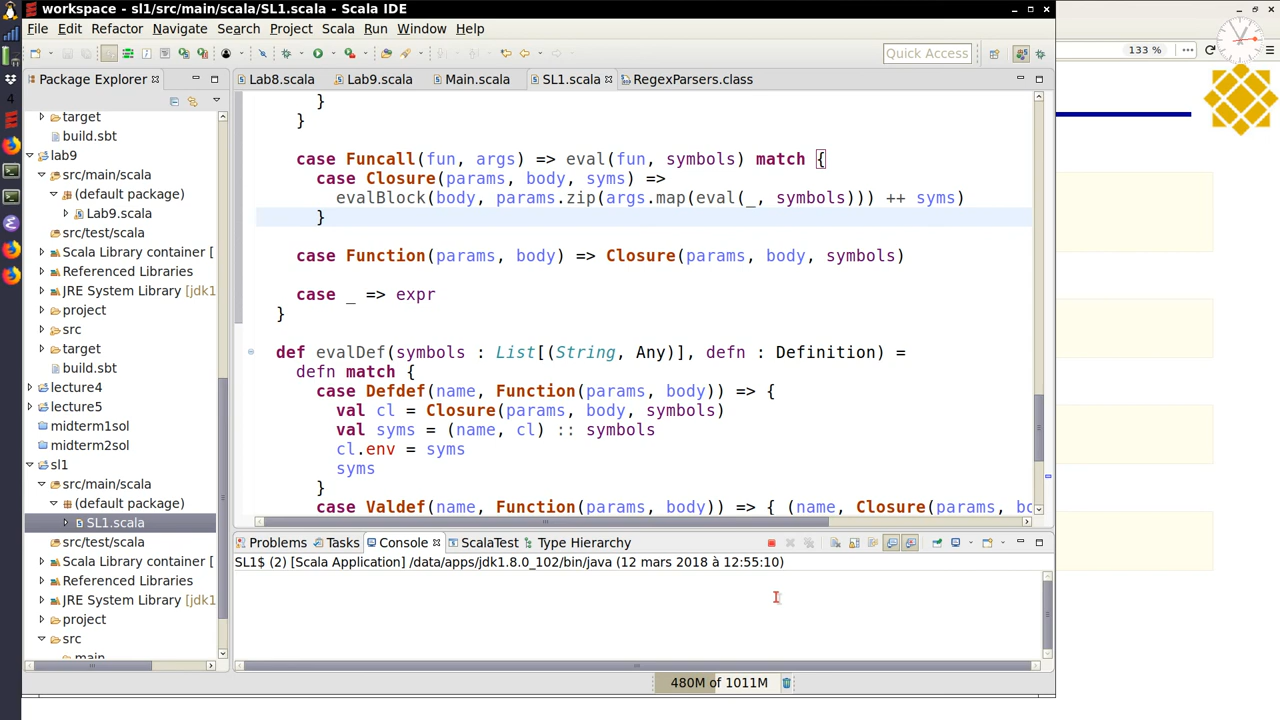 workspace - sl1/src/main/scala/SL1.scala - Scala IDE
File Edit Refactor Navigate Search Project Scala Run Window Help
Quick Access
133 %
Package Explorer
Lab8.scala Lab9.scala Main.scala SL1.scala RegexParsers.class
target
build.sbt
lab9
src/main/scala
(default package)
Lab9.scala
src/test/scala
Scala Library container [
Referenced Libraries
JRE System Library [jdk1
project
src
target
build.sbt
lecture4
lecture5
midterm1sol
midterm2sol
sl1
src/main/scala
(default package)
SL1.scala
src/test/scala
Scala Library container [
Referenced Libraries
JRE System Library [jdk1
project
src
main
}
}
case Funcall(fun, args) => eval(fun, symbols) match {
case Closure(params, body, syms) =>
evalBlock(body, params.zip(args.map(eval(_, symbols))) ++ syms)
}
case Function(params, body) => Closure(params, body, symbols)
case _ => expr
}
def evalDef(symbols : List[(String, Any)], defn : Definition) =
defn match {
case Defdef(name, Function(params, body)) => {
val cl = Closure(params, body, symbols)
val syms = (name, cl) :: symbols
cl.env = syms
syms
}
case Valdef(name, Function(params, body)) => { (name, Closure(params, bo
Problems Tasks Console ScalaTest Type Hierarchy
SL1$ (2) [Scala Application] /data/apps/jdk1.8.0_102/bin/java (12 mars 2018 à 12:55:10)
480M of 1011M
4